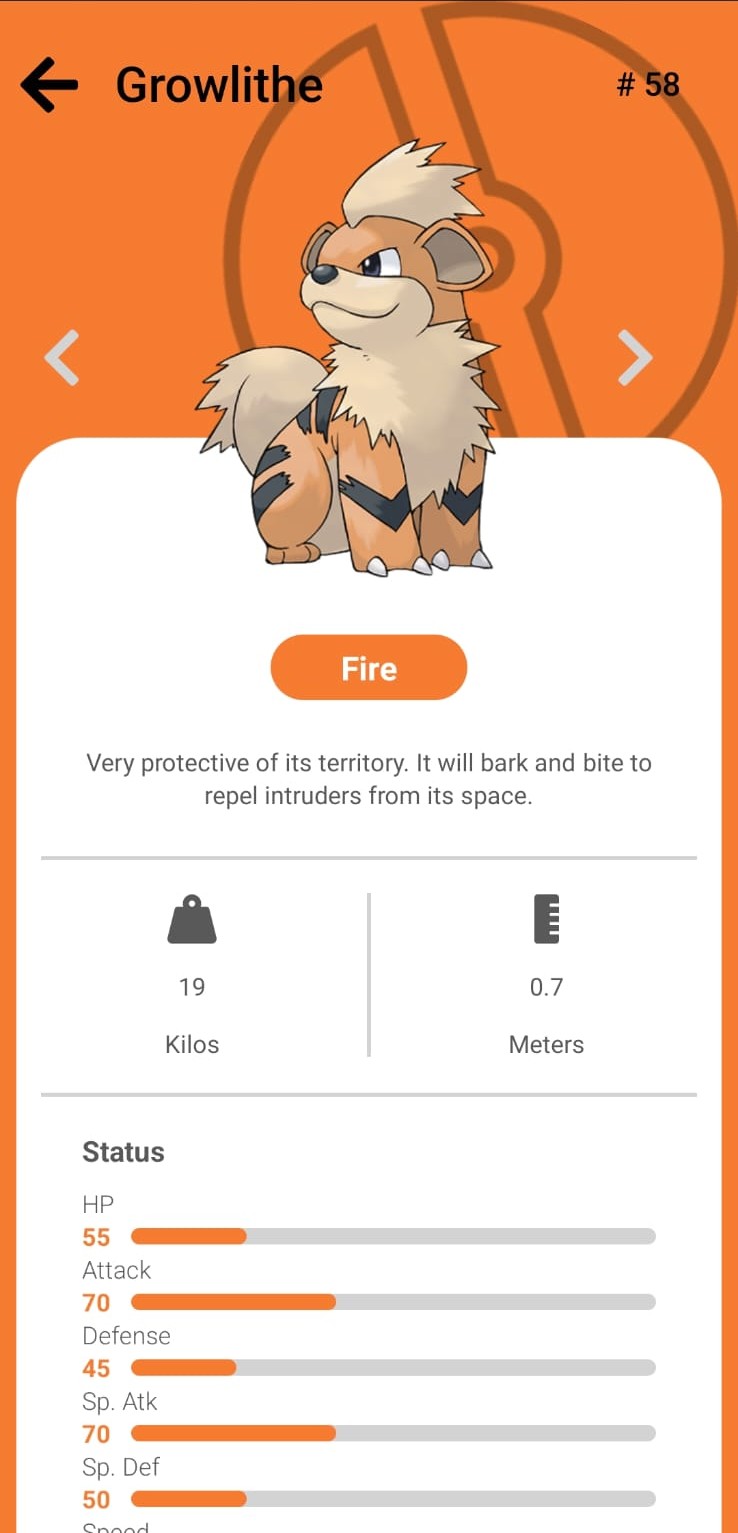 Growlithe
# 58
Fire
Very protective of its territory. It will bark and bite to
repel intruders from its space.
19
0.7
Kilos
Meters
Status
HP
55
Attack
70
Defense
45
Sp. Atk
70
Sp. Def
50
Speed